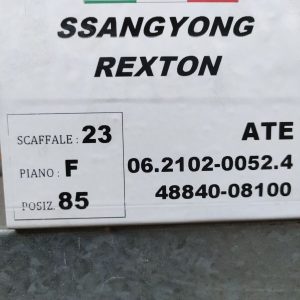 SSANGYONG
REXTON
SCAFFALE: 23
PIANO: F
POSIZ. 85
ATE
06.2102-0052.4
48840-08100